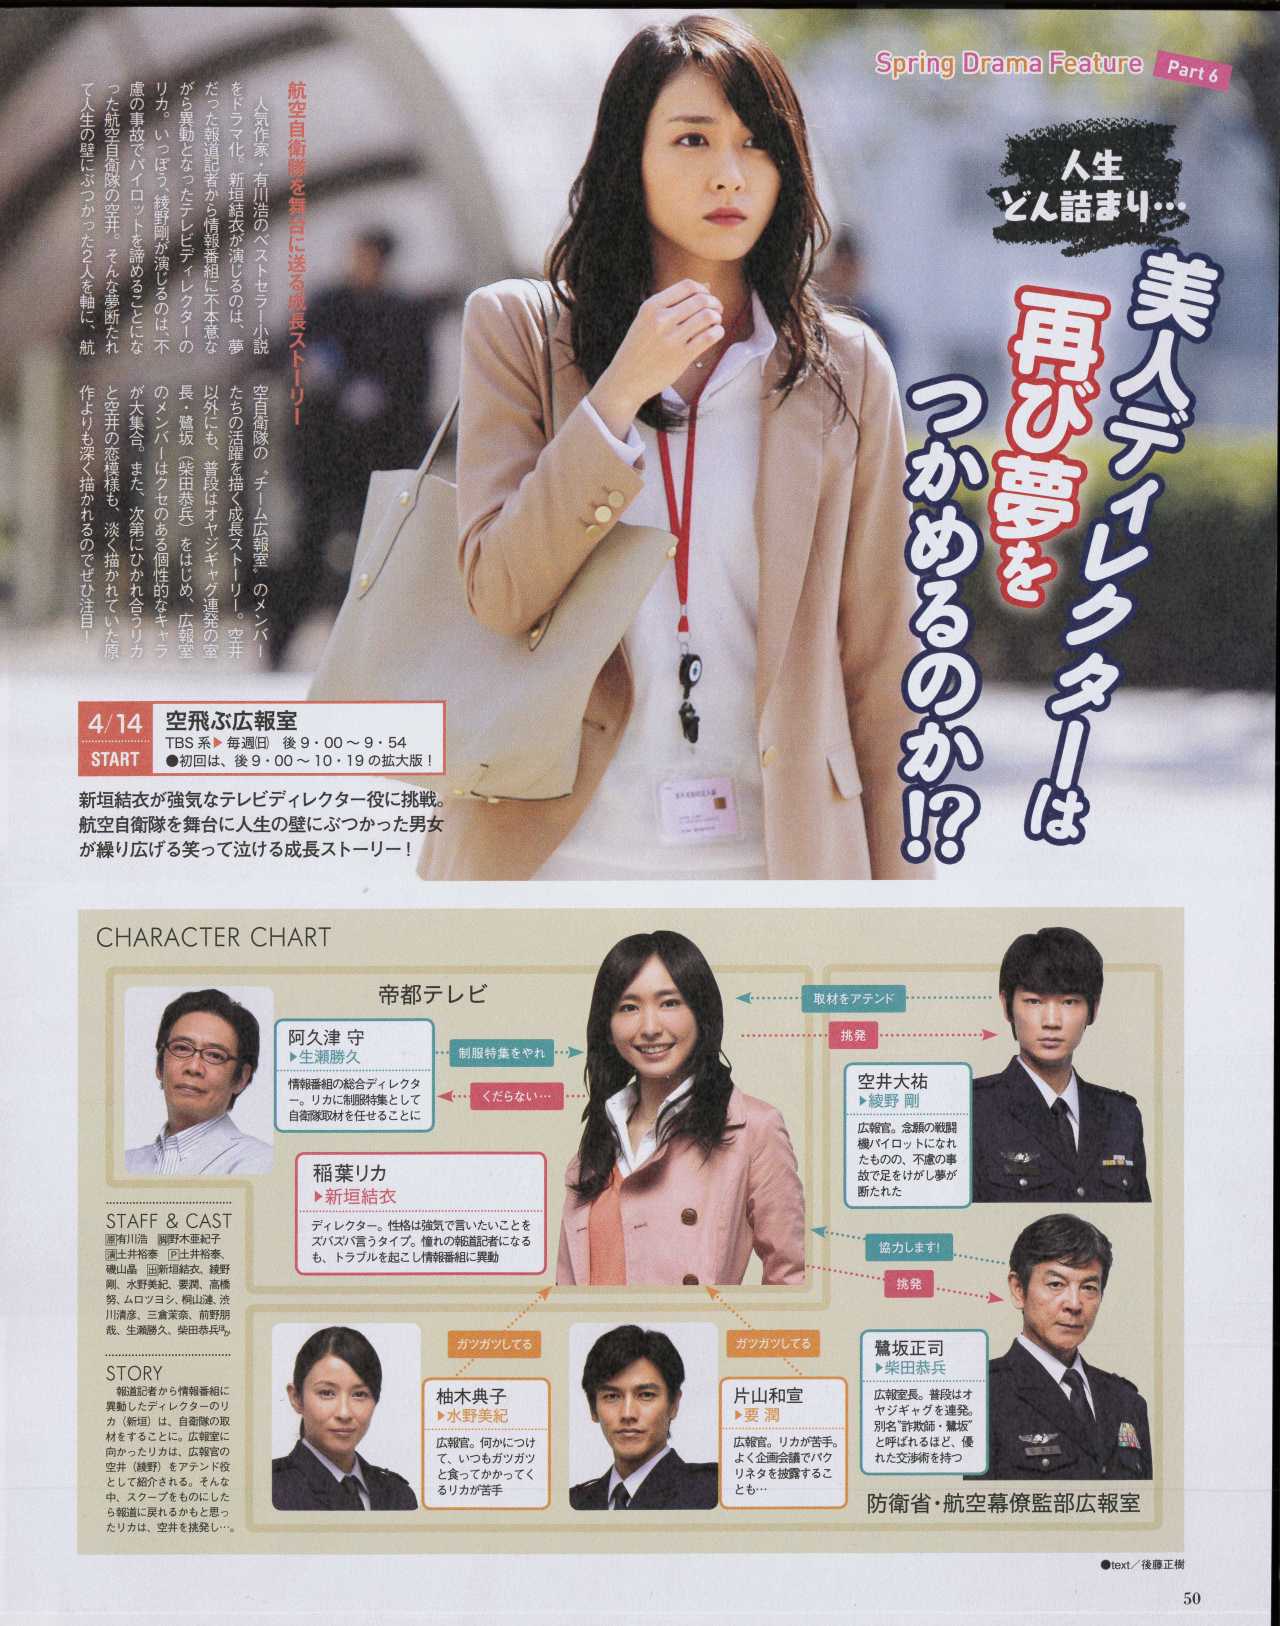 Spring Drama Feature Part 6
人生
どん詰まり…
美人ディレクターは
再び夢を
つかめるのか!?
航空自衛隊を舞台に送る成長ストーリー
人気作家・有川浩のベストセラー小説
をドラマ化。新垣結衣が演じるのは、夢
だった報道記者から情報番組に不本意な
がら異動となったテレビディレクターの
リカ。いっぽう、綾野剛が演じるのは、不
慮の事故でパイロットを諦めることにな
った航空自衛隊の空井。そんな夢断たれ
て人生の壁にぶつかった2人を軸に、航
空自衛隊の〝チーム広報室〟のメンバー
たちの活躍を描く成長ストーリー。空井
以外にも、普段はオヤジギャグ連発の室
長・鷺坂（柴田恭兵）をはじめ、広報室
のメンバーはクセのある個性的なキャラ
が大集合。また、次第にひかれ合うリカ
と空井の恋模様も、淡く描かれていた原
作よりも深く描かれるのでぜひ注目！
4/14
START
空飛ぶ広報室
TBS系▶毎週㈰　後9・00〜9・54
●初回は、後9・00〜10・19の拡大版！
新垣結衣が強気なテレビディレクター役に挑戦。
航空自衛隊を舞台に人生の壁にぶつかった男女
が繰り広げる笑って泣ける成長ストーリー！
CHARACTER CHART
帝都テレビ
阿久津 守
▶生瀬勝久
情報番組の総合ディレクタ
ー。リカに制服特集として
自衛隊取材を任せることに
制服特集をやれ
くだらない…
取材をアテンド
挑発
空井大祐
▶綾野 剛
広報官。念願の戦闘
機パイロットになれ
たものの、不慮の事
故で足をけがし夢が
断たれた
稲葉リカ
▶新垣結衣
ディレクター。性格は強気で言いたいことを
ズバズバ言うタイプ。憧れの報道記者になる
も、トラブルを起こし情報番組に異動
協力します!
挑発
鷺坂正司
▶柴田恭兵
広報室長。普段はオ
ヤジギャグを連発。
別名“詐欺師・鷺坂”
と呼ばれるほど、優
れた交渉術を持つ
ガツガツしてる
ガツガツしてる
柚木典子
▶水野美紀
広報官。何かにつけ
て、いつもガツガツ
と食ってかかってく
るリカが苦手
片山和宣
▶要 潤
広報官。リカが苦手。
よく企画会議でパク
リネタを披露するこ
とも…
防衛省・航空幕僚監部広報室
STAFF & CAST
原有川浩　脚野木亜紀子
演土井裕泰　P土井裕泰、
磯山晶　出新垣結衣、綾野
剛、水野美紀、要潤、高橋
努、ムロツヨシ、桐山漣、渋
川清彦、三倉茉奈、前野朋
哉、生瀬勝久、柴田恭兵ほか
STORY
報道記者から情報番組に
異動したディレクターのリ
カ（新垣）は、自衛隊の取
材をすることに。広報室に
向かったリカは、広報官の
空井（綾野）をアテンド役
として紹介される。そんな
中、スクープをものにした
ら報道に戻れるかもと思っ
たリカは、空井を挑発し…。
●text／後藤正樹
50